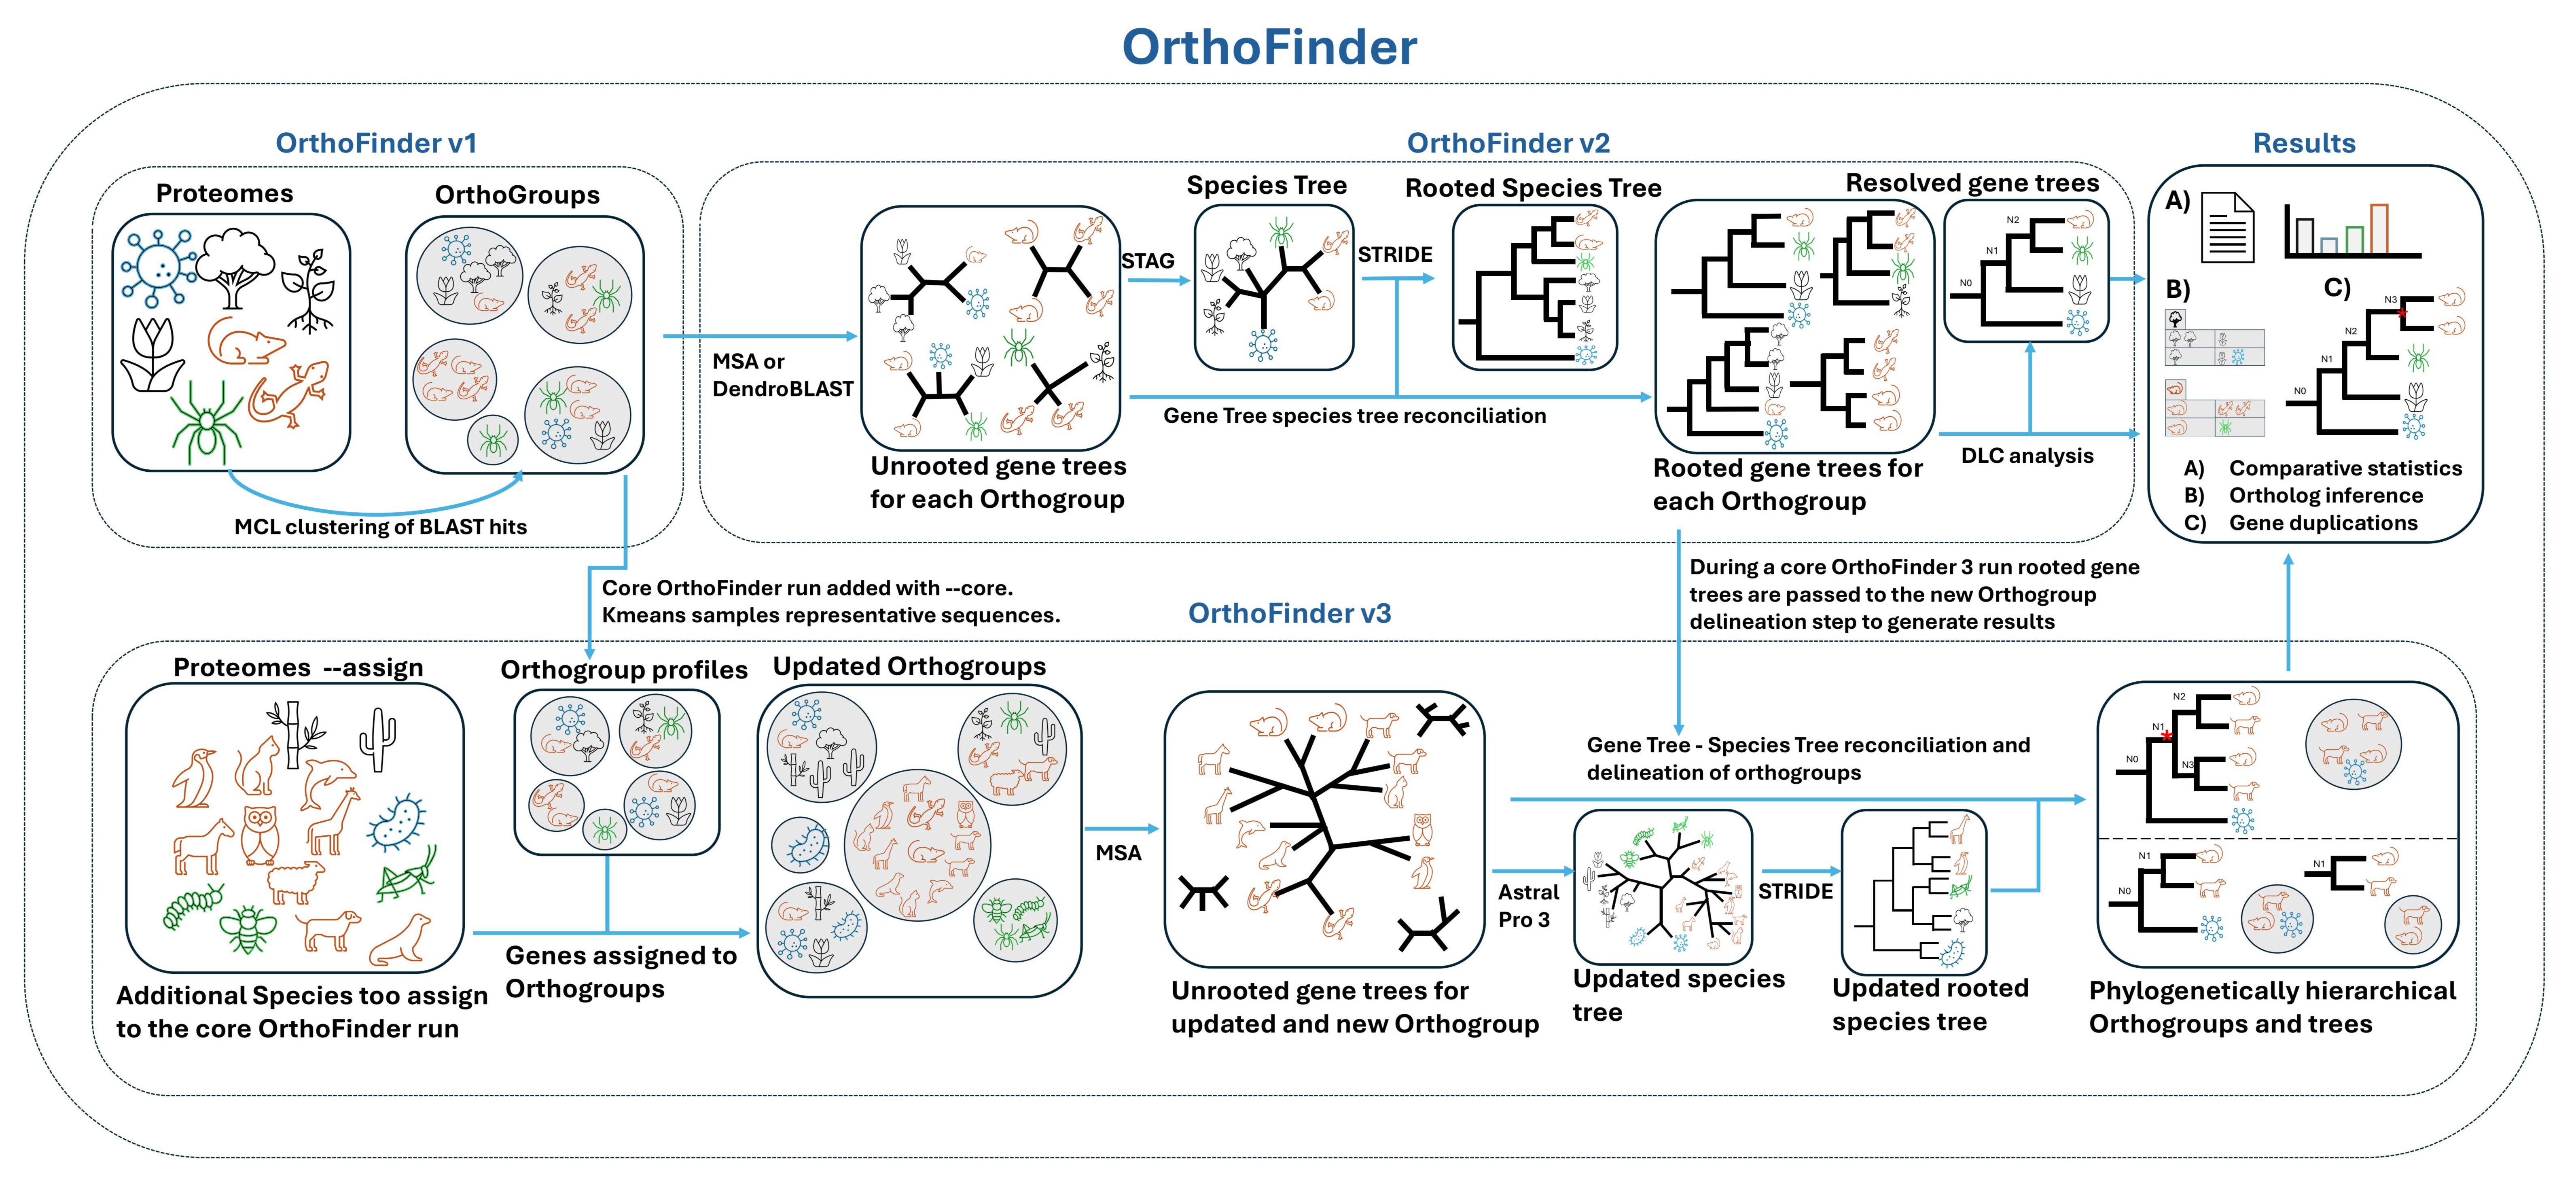 OrthoFinder
OrthoFinder v1
OrthoFinder v2
Results
Proteomes
OrthoGroups
MCL clustering of BLAST hits
MSA or
DendroBLAST
Unrooted gene trees
for each Orthogroup
STAG
Species Tree
STRIDE
Rooted Species Tree
Gene Tree species tree reconciliation
Rooted gene trees for
each Orthogroup
Resolved gene trees
N2
N1
N0
DLC analysis
A)
B)
C)
N3
N2
N1
N0
A) Comparative statistics
B) Ortholog inference
C) Gene duplications
Core OrthoFinder run added with --core.
Kmeans samples representative sequences.
OrthoFinder v3
During a core OrthoFinder 3 run rooted gene
trees are passed to the new Orthogroup
delineation step to generate results
Proteomes --assign
Additional Species too assign
to the core OrthoFinder run
Orthogroup profiles
Genes assigned to
Orthogroups
Updated Orthogroups
MSA
Unrooted gene trees for
updated and new Orthogroup
Gene Tree - Species Tree reconciliation and
delineation of orthogroups
Astral
Pro 3
Updated species
tree
STRIDE
Updated rooted
species tree
N2
N1
N0
N3
N1
N0
N1
Phylogenetically hierarchical
Orthogroups and trees